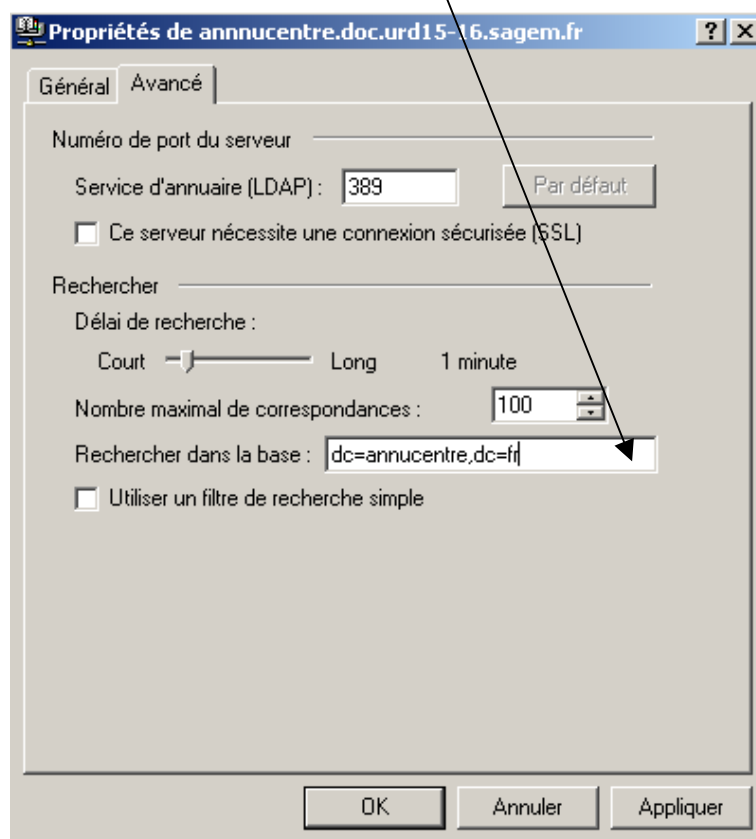 Propriétés de annnucentre.doc.urd15-16.sagem.fr
Général Avancé
Numéro de port du serveur
Service d'annuaire (LDAP) : 389 Par défaut
Ce serveur nécessite une connexion sécurisée (SSL)
Rechercher
Délai de recherche :
Court Long 1 minute
Nombre maximal de correspondances : 100
Rechercher dans la base : dc=annucentre,dc=fr
Utiliser un filtre de recherche simple
OK Annuler Appliquer